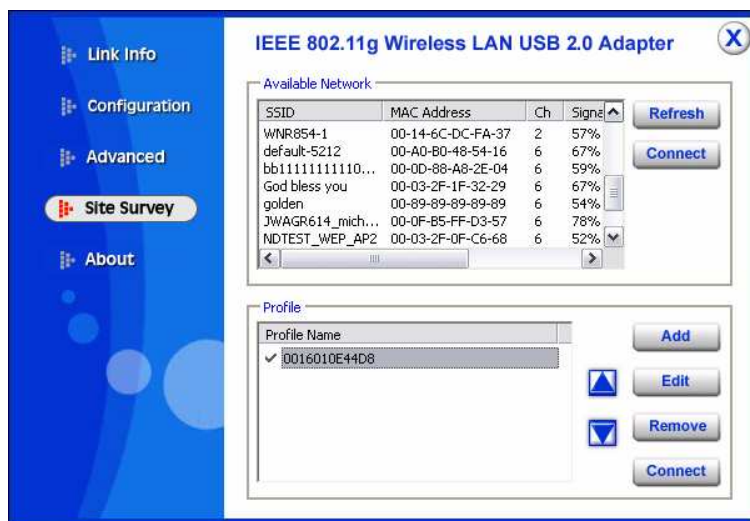 IEEE 802.11g Wireless LAN USB 2.0 Adapter
X
Link Info
Configuration
Advanced
Site Survey
About
Available Network
SSID MAC Address Ch Signa
WNR854-1 00-14-6C-DC-FA-37 2 57%
default-5212 00-A0-B0-48-54-16 6 67%
bb11111111110... 00-0D-88-A8-2E-04 6 59%
God bless you 00-03-2F-1F-32-29 6 67%
golden 00-89-89-89-89-89 6 54%
JWAGR614_mich... 00-0F-B5-FF-D3-57 6 78%
NDTEST_WEP_AP2 00-03-2F-0F-C6-68 6 52%
Refresh
Connect
Profile
Profile Name
0016010E44D8
Add
Edit
Remove
Connect